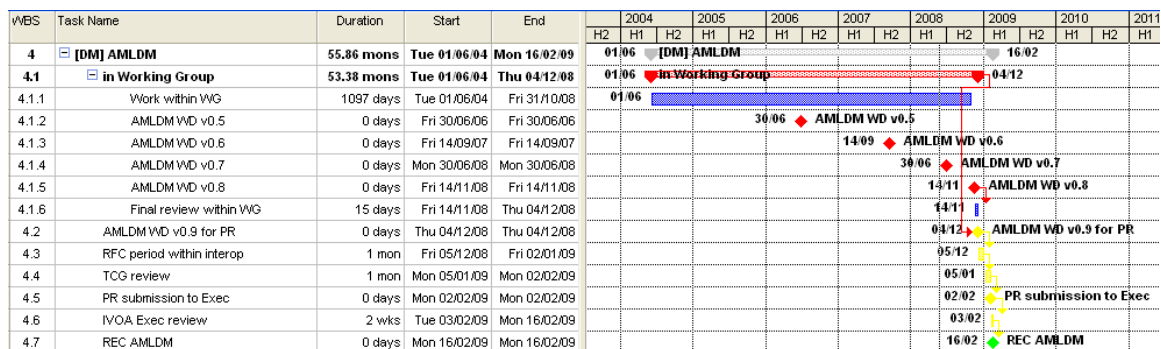 WBS Task Name Duration Start End 2004 2005 2006 2007 2008 2009 2010 2011
H2 H1 H2 H1 H2 H1 H2 H1 H2 H1 H2 H1 H2 H1 H2 H1
4 [DM] AMLDM 55.86 mons Tue 01/06/04 Mon 16/02/09 01/06 [DM] AMLDM 16/02
4.1 in Working Group 53.38 mons Tue 01/06/04 Thu 04/12/08 01/06 in Working Group 04/12
4.1.1 Work within WG 1097 days Tue 01/06/04 Fri 31/10/08 01/06
4.1.2 AMLDM WD v0.5 0 days Fri 30/06/06 Fri 30/06/06 30/06 AMLDM WD v0.5
4.1.3 AMLDM WD v0.6 0 days Fri 14/09/07 Fri 14/09/07 14/09 AMLDM WD v0.6
4.1.4 AMLDM WD v0.7 0 days Mon 30/06/08 Mon 30/06/08 30/06 AMLDM WD v0.7
4.1.5 AMLDM WD v0.8 0 days Fri 14/11/08 Fri 14/11/08 14/11 AMLDM WD v0.8
4.1.6 Final review within WG 15 days Fri 14/11/08 Thu 04/12/08 14/11
4.2 AMLDM WD v0.9 for PR 0 days Thu 04/12/08 Thu 04/12/08 04/12 AMLDM WD v0.9 for PR
4.3 RFC period within interop 1 mon Fri 05/12/08 Fri 02/01/09 05/12
4.4 TCG review 1 mon Mon 05/01/09 Mon 02/02/09 05/01
4.5 PR submission to Exec 0 days Mon 02/02/09 Mon 02/02/09 02/02 PR submission to Exec
4.6 IVOA Exec review 2 wks Tue 03/02/09 Mon 16/02/09 03/02
4.7 REC AMLDM 0 days Mon 16/02/09 Mon 16/02/09 16/02 REC AMLDM